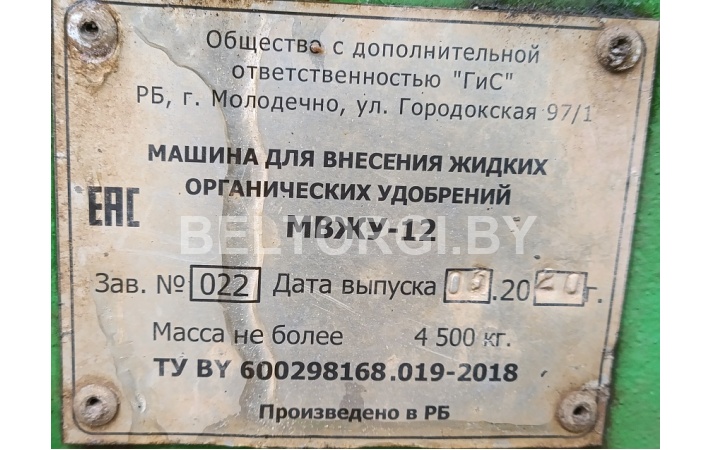 Общество с дополнительной
ответственностью "ГиС"
РБ, г. Молодечно, ул. Городокская 97/1
МАШИНА ДЛЯ ВНЕСЕНИЯ ЖИДКИХ
ОРГАНИЧЕСКИХ УДОБРЕНИЙ
EAC
BELTORGI.BY
МВЖУ-12
Зав. № 022 Дата выпуска 03.2020г.
Масса не более 4 500 кг.
ТУ BY 600298168.019-2018
Произведено в РБ